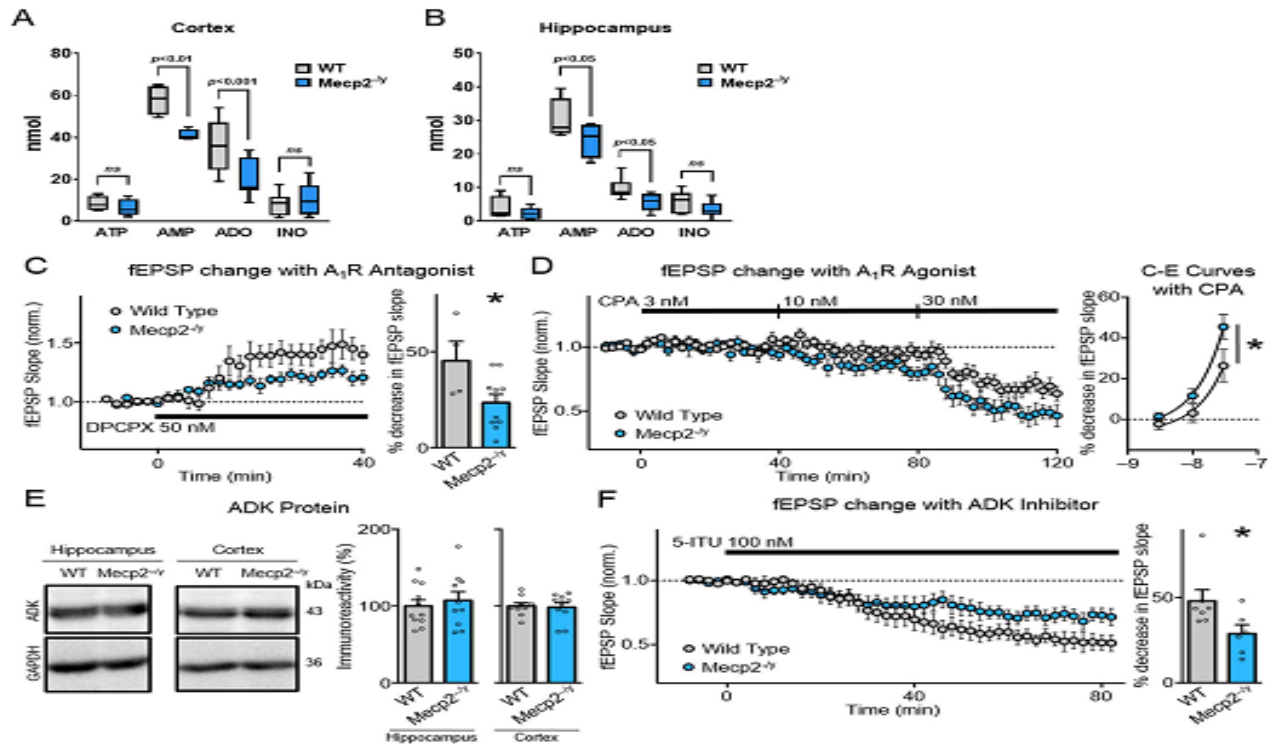 A
Cortex
80
60
40
20
0
nmol
p<0.01
p<0.001
ns
ns
WT
Mecp2⁻/y
ATP AMP ADO INO
B
Hippocampus
50
40
30
20
10
0
nmol
p<0.05
p<0.05
ns
ns
WT
Mecp2⁻/y
ATP AMP ADO INO
C
fEPSP change with A₁R Antagonist
fEPSP Slope (norm.)
1.5
1.0
Wild Type
Mecp2⁻/y
DPCPX 50 nM
0 40
Time (min)
% decrease in fEPSP slope
50
0
*
WT
Mecp2⁻/y
D
fEPSP change with A₁R Agonist
CPA 3 nM 10 nM 30 nM
fEPSP Slope (norm.)
1.0
0.5
Wild Type
Mecp2⁻/y
0 40 80 120
Time (min)
C-E Curves
with CPA
% decrease in fEPSP slope
60
40
20
0
*
−9 −8 −7
E
ADK Protein
Hippocampus Cortex
WT Mecp2⁻/y WT Mecp2⁻/y
kDa
ADK
43
GAPDH
36
Immunoreactivity (%)
200
100
0
WT
Mecp2⁻/y
WT
Mecp2⁻/y
Hippocampus Cortex
F
fEPSP change with ADK Inhibitor
5-ITU 100 nM
fEPSP Slope (norm.)
1.0
0.5
Wild Type
Mecp2⁻/y
0 40 80
Time (min)
% decrease in fEPSP slope
50
0
*
WT
Mecp2⁻/y